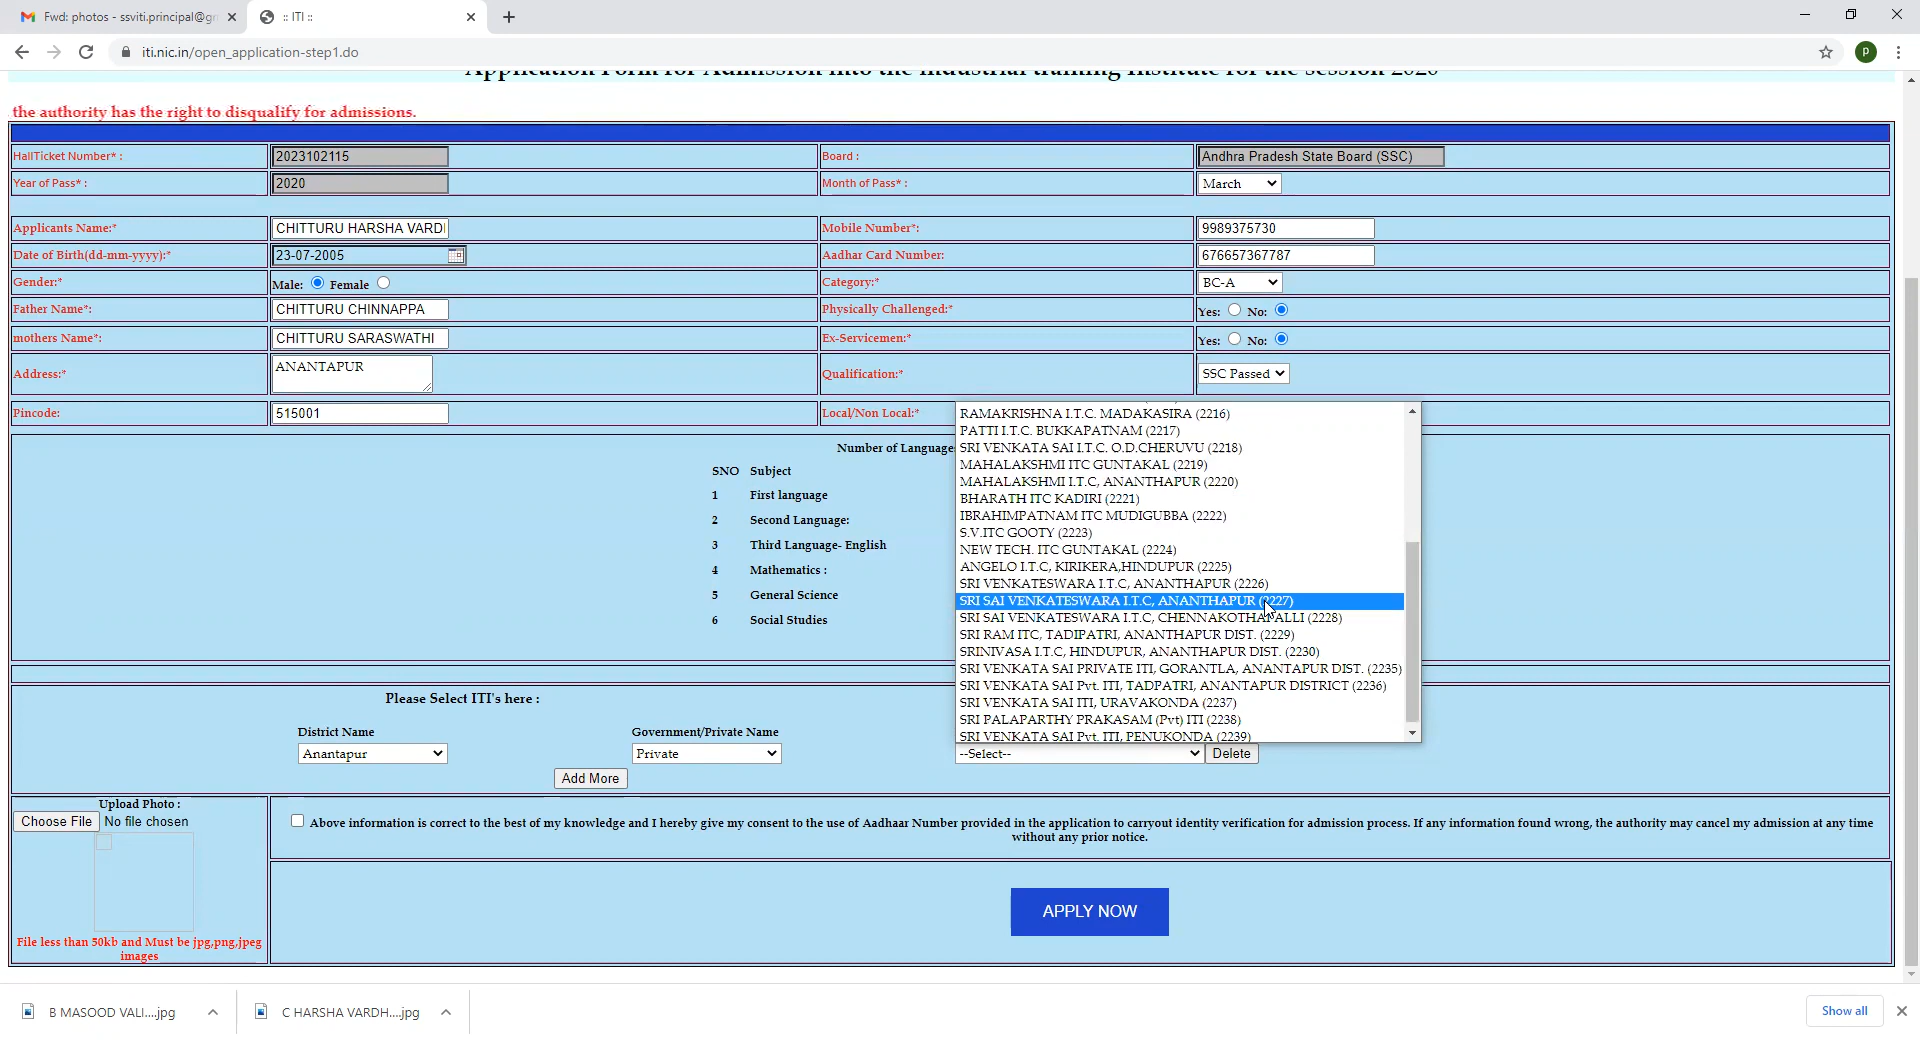 Fwd: photos - ssviti.principal@gm
:: ITI ::
iti.nic.in/open_application-step1.do
P
Application Form for Admission into the Industrial training Institute for the session 2020
the authority has the right to disqualify for admissions.
HallTicket Number* : 2023102115 Board : Andhra Pradesh State Board (SSC)
Year of Pass* : 2020 Month of Pass* : March
Applicants Name:* CHITTURU HARSHA VARDI Mobile Number*: 9989375730
Date of Birth(dd-mm-yyyy):* 23-07-2005 Aadhar Card Number: 676657367787
Gender:* Male: Female Category:* BC-A
Father Name*: CHITTURU CHINNAPPA Physically Challenged:* Yes: No:
mothers Name*: CHITTURU SARASWATHI Ex-Servicemen:* Yes: No:
Address:* ANANTAPUR Qualification:* SSC Passed
Pincode: 515001 Local/Non Local:*
RAMAKRISHNA I.T.C. MADAKASIRA (2216)
PATTI I.T.C. BUKKAPATNAM (2217)
SRI VENKATA SAI I.T.C. O.D.CHERUVU (2218)
MAHALAKSHMI ITC GUNTAKAL (2219)
MAHALAKSHMI I.T.C, ANANTHAPUR (2220)
BHARATH ITC KADIRI (2221)
IBRAHIMPATNAM ITC MUDIGUBBA (2222)
S.V.ITC GOOTY (2223)
NEW TECH. ITC GUNTAKAL (2224)
ANGELO I.T.C, KIRIKERA,HINDUPUR (2225)
SRI VENKATESWARA I.T.C, ANANTHAPUR (2226)
SRI SAI VENKATESWARA I.T.C, ANANTHAPUR (2227)
SRI SAI VENKATESWARA I.T.C, CHENNAKOTHAPALLI (2228)
SRI RAM ITC, TADIPATRI, ANANTHAPUR DIST. (2229)
SRINIVASA I.T.C, HINDUPUR, ANANTHAPUR DIST. (2230)
SRI VENKATA SAI PRIVATE ITI, GORANTLA, ANANTAPUR DIST. (2235)
SRI VENKATA SAI Pvt. ITI, TADPATRI, ANANTAPUR DISTRICT (2236)
SRI VENKATA SAI ITI, URAVAKONDA (2237)
SRI PALAPARTHY PRAKASAM (Pvt) ITI (2238)
SRI VENKATA SAI Pvt. ITI, PENUKONDA (2239)
Number of Language
SNO Subject
1 First language
2 Second Language:
3 Third Language- English
4 Mathematics :
5 General Science
6 Social Studies
Please Select ITI's here :
District Name Government/Private Name
Anantapur Private --Select-- Delete
Add More
Upload Photo :
Choose File No file chosen
File less than 50kb and Must be jpg,png,jpeg
images
Above information is correct to the best of my knowledge and I hereby give my consent to the use of Aadhaar Number provided in the application to carryout identity verification for admission process. If any information found wrong, the authority may cancel my admission at any time
without any prior notice.
APPLY NOW
B MASOOD VALI....jpg
C HARSHA VARDH....jpg
Show all